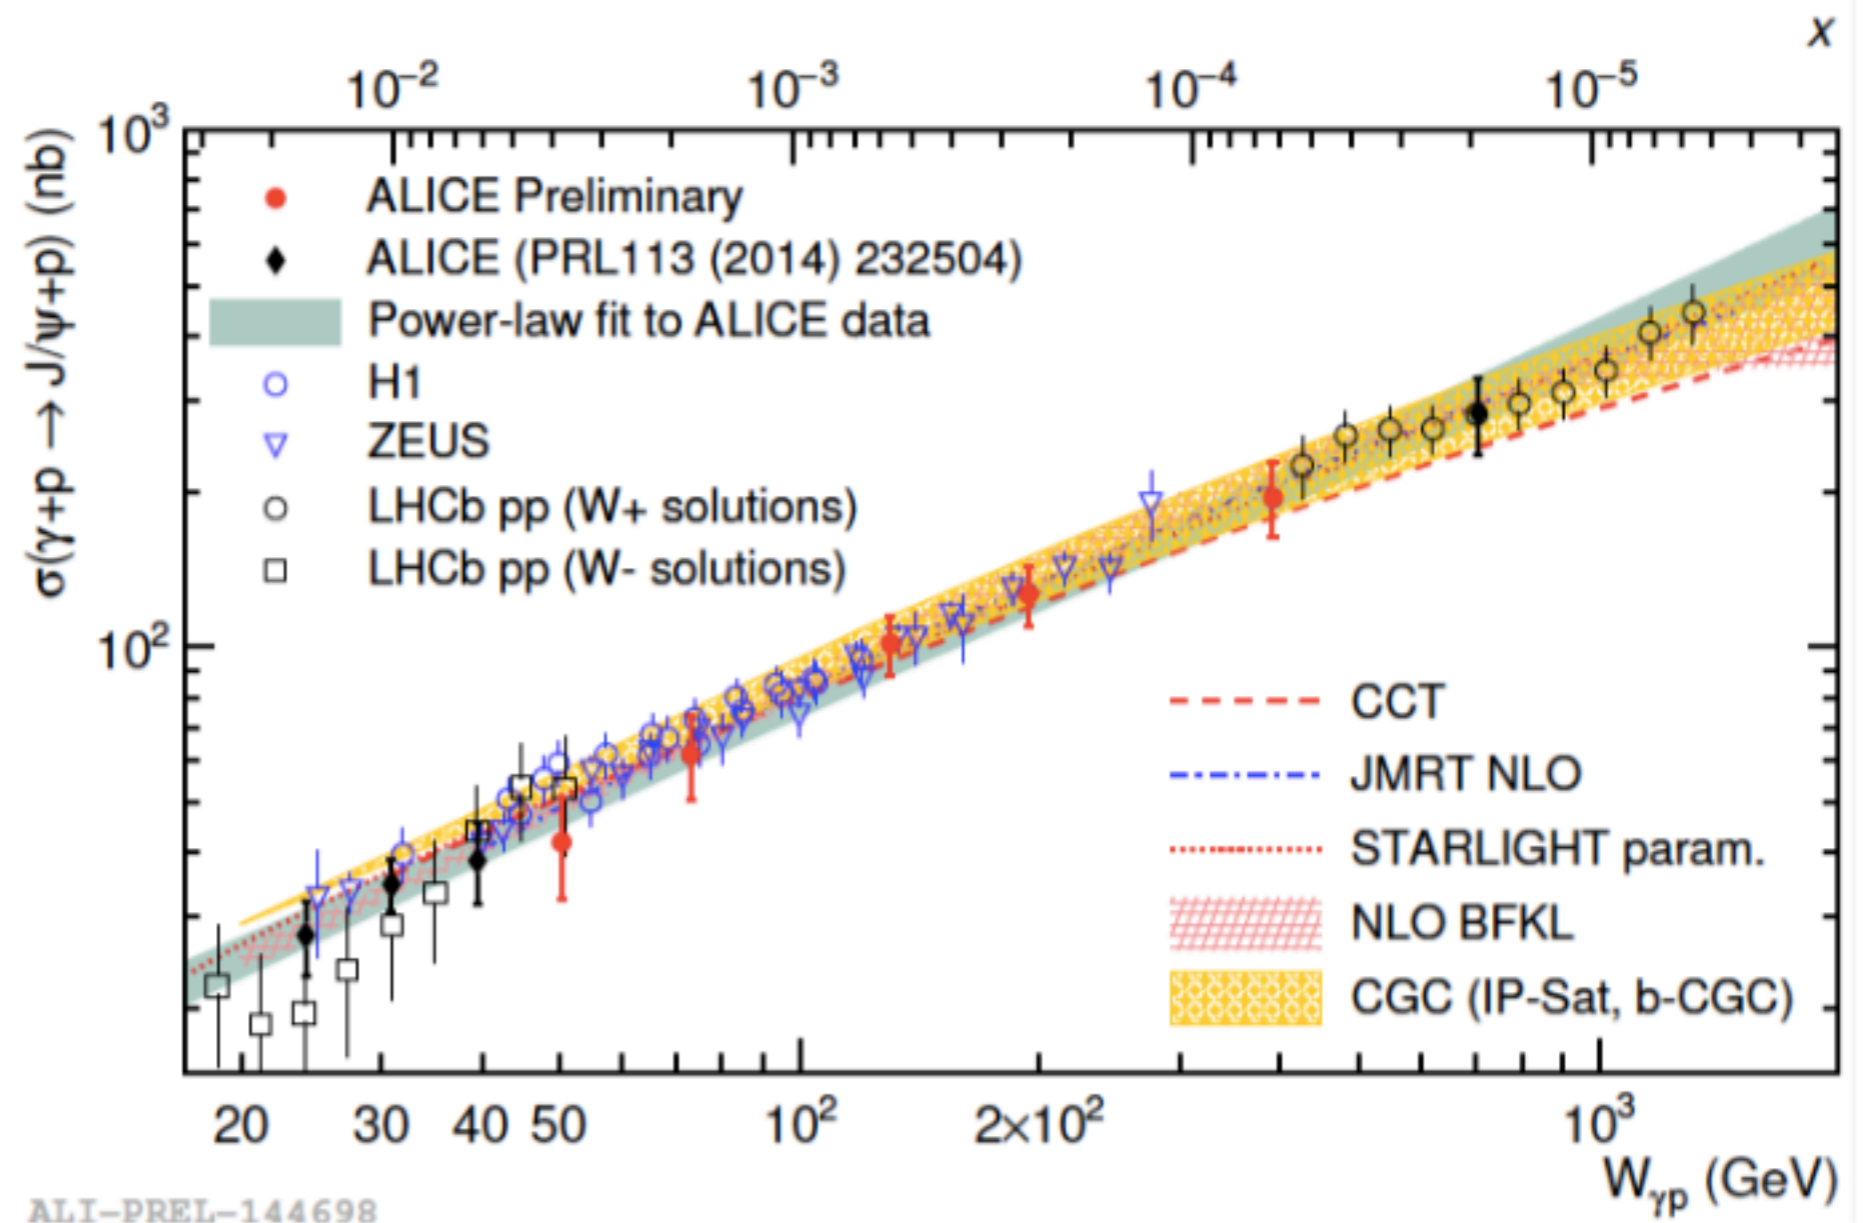 x
10⁻² 10⁻³ 10⁻⁴ 10⁻⁵
10³
σ(γ+p → J/ψ+p) (nb)
ALICE Preliminary
ALICE (PRL113 (2014) 232504)
Power-law fit to ALICE data
H1
ZEUS
LHCb pp (W+ solutions)
LHCb pp (W- solutions)
10²
CCT
JMRT NLO
STARLIGHT param.
NLO BFKL
CGC (IP-Sat, b-CGC)
20 30 40 50 10² 2×10² 10³
Wγp (GeV)
ALI-PREL-144698